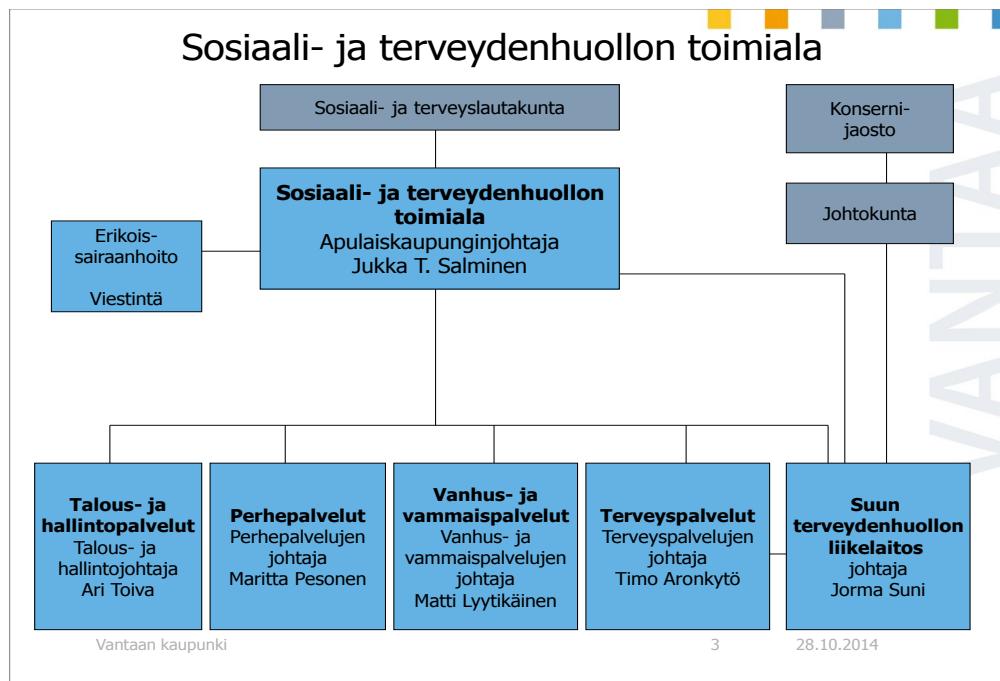 Sosiaali- ja terveydenhuollon toimiala
Sosiaali- ja terveyslautakunta
Konserni-
jaosto
Sosiaali- ja terveydenhuollon
toimiala
Apulaiskaupunginjohtaja
Jukka T. Salminen
Johtokunta
Erikois-
sairaanhoito
Viestintä
VANTAA
Talous- ja
hallintopalvelut
Talous- ja
hallintojohtaja
Ari Toiva
Perhepalvelut
Perhepalvelujen
johtaja
Maritta Pesonen
Vanhus- ja
vammaispalvelut
Vanhus- ja
vammaispalvelujen
johtaja
Matti Lyytikäinen
Terveyspalvelut
Terveyspalvelujen
johtaja
Timo Aronkytö
Suun
terveydenhuollon
liikelaitos
johtaja
Jorma Suni
Vantaan kaupunki
3
28.10.2014